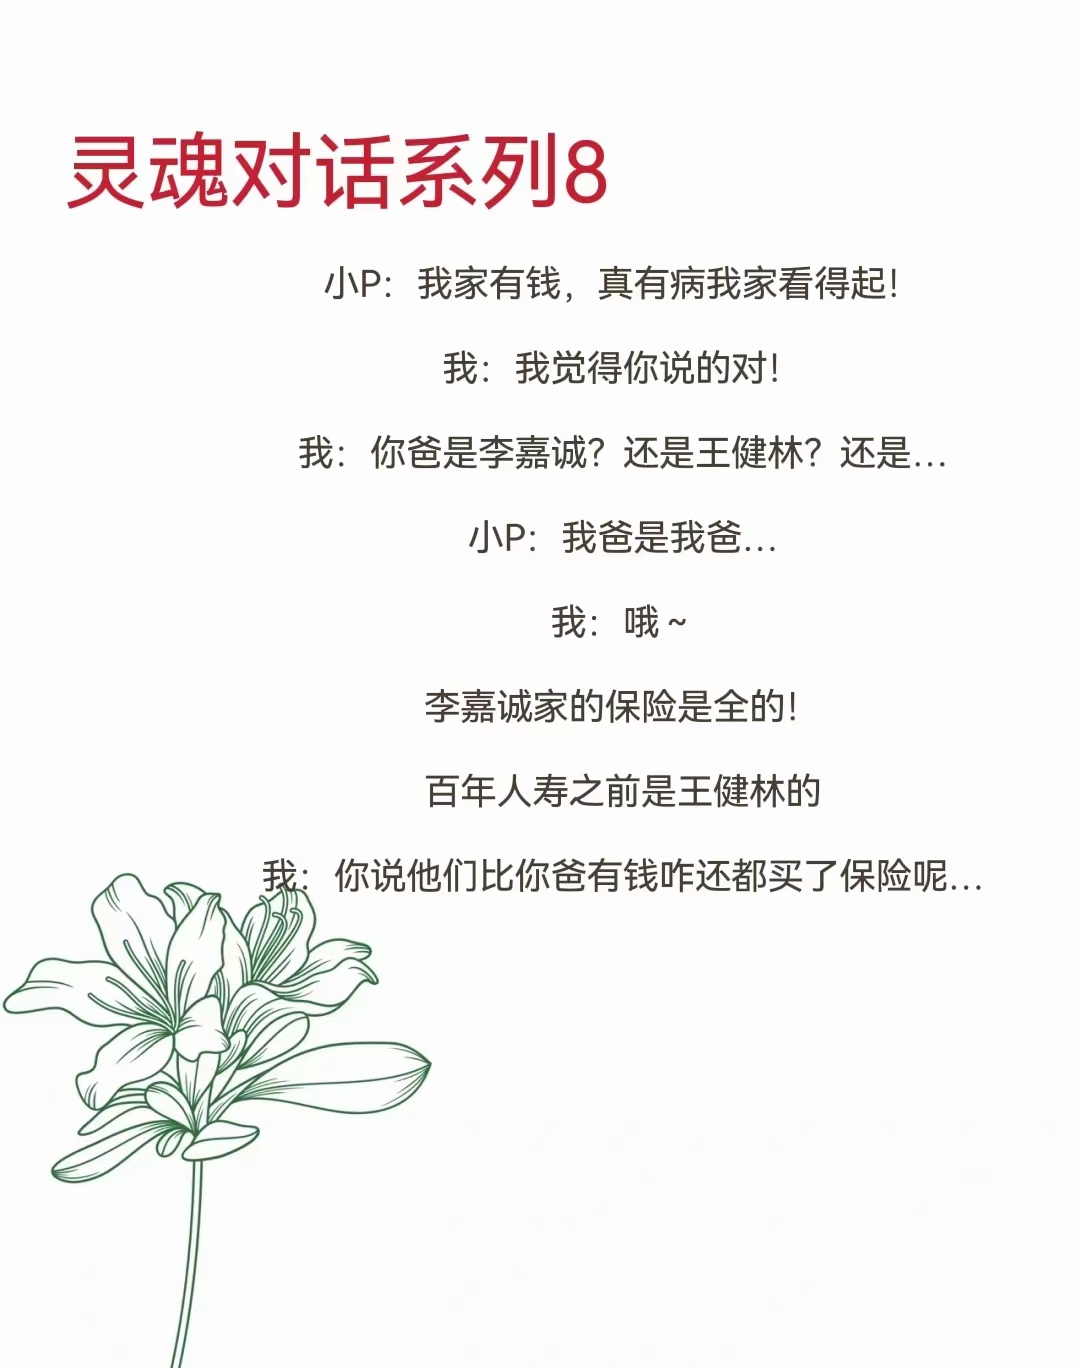 灵魂对话系列8
小P：我家有钱，真有病我家看得起！
我：我觉得你说的对！
我：你爸是李嘉诚？还是王健林？还是...
小P：我爸是我爸...
我：哦~
李嘉诚家的保险是全的！
百年人寿之前是王健林的
我：你说他们比你爸有钱咋还都买了保险呢...